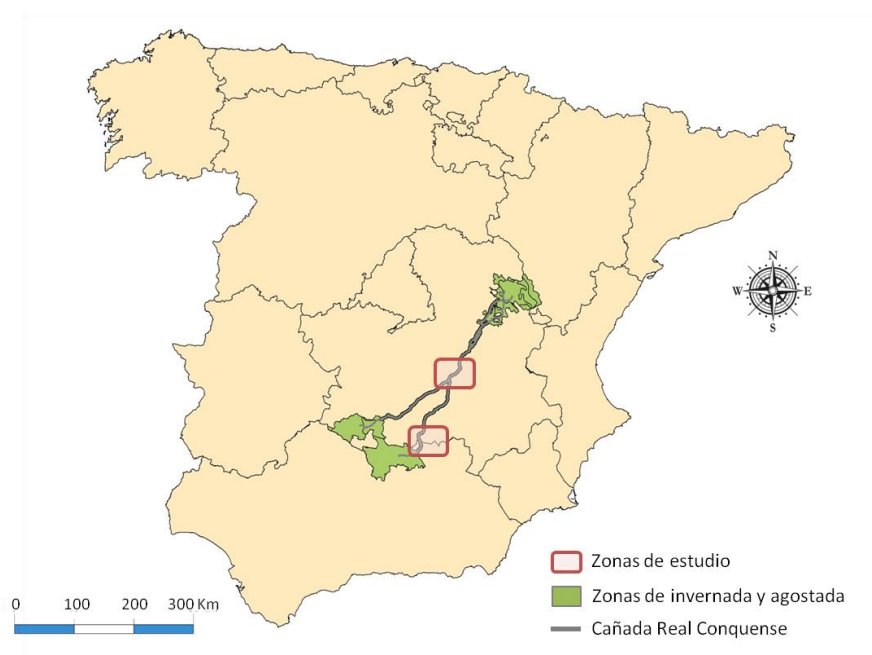 N
W E
S
Zonas de estudio
Zonas de invernada y agostada
Cañada Real Conquense
0 100 200 300 Km